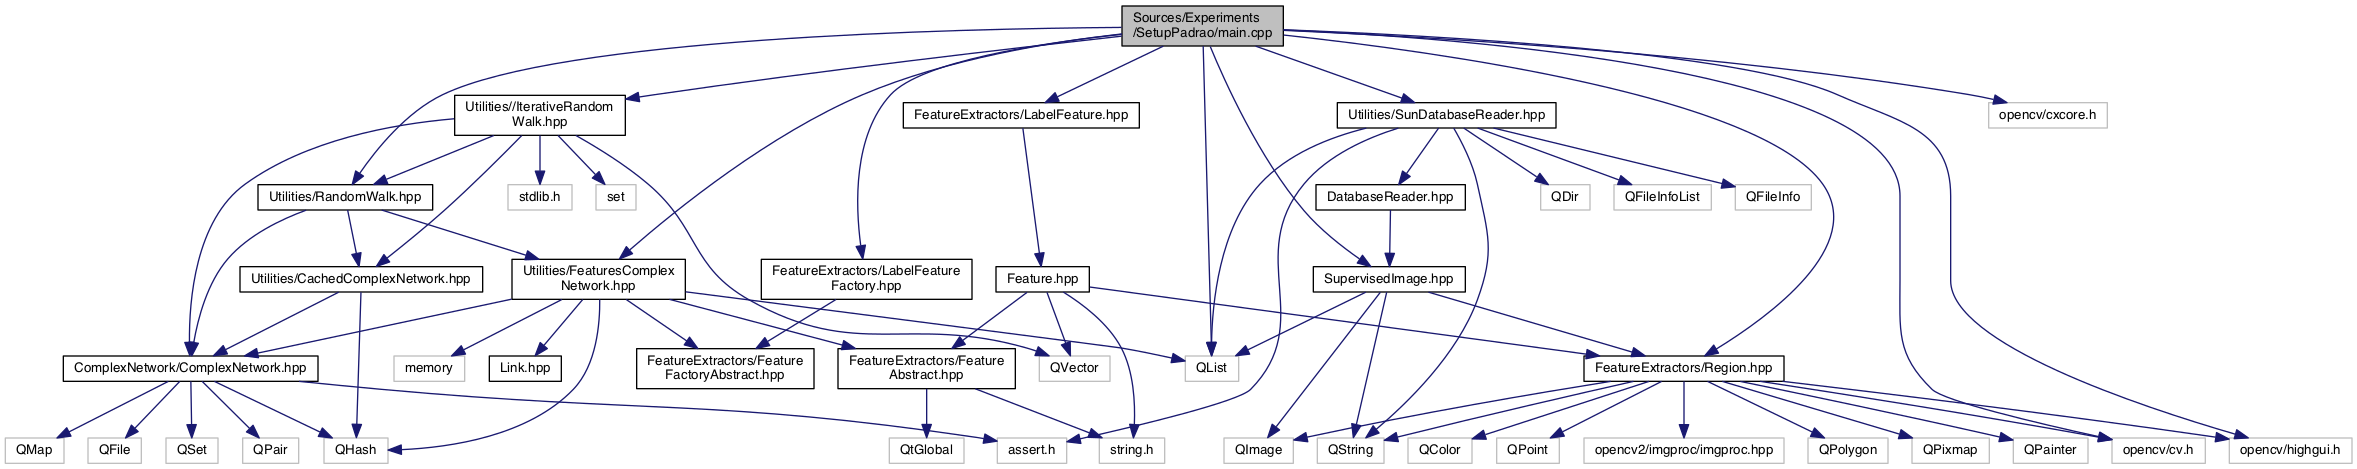 Sources/Experiments
/SetupPadrao/main.cpp
Utilities//IterativeRandom
Walk.hpp
FeatureExtractors/LabelFeature.hpp
Utilities/SunDatabaseReader.hpp
opencv/cxcore.h
Utilities/RandomWalk.hpp
stdlib.h
set
DatabaseReader.hpp
QDir
QFileInfoList
QFileInfo
Utilities/CachedComplexNetwork.hpp
Utilities/FeaturesComplex
Network.hpp
FeatureExtractors/LabelFeature
Factory.hpp
Feature.hpp
SupervisedImage.hpp
ComplexNetwork/ComplexNetwork.hpp
memory
Link.hpp
FeatureExtractors/Feature
FactoryAbstract.hpp
FeatureExtractors/Feature
Abstract.hpp
QVector
QList
FeatureExtractors/Region.hpp
QMap
QFile
QSet
QPair
QHash
QtGlobal
assert.h
string.h
QImage
QString
QColor
QPoint
opencv2/imgproc/imgproc.hpp
QPolygon
QPixmap
QPainter
opencv/cv.h
opencv/highgui.h